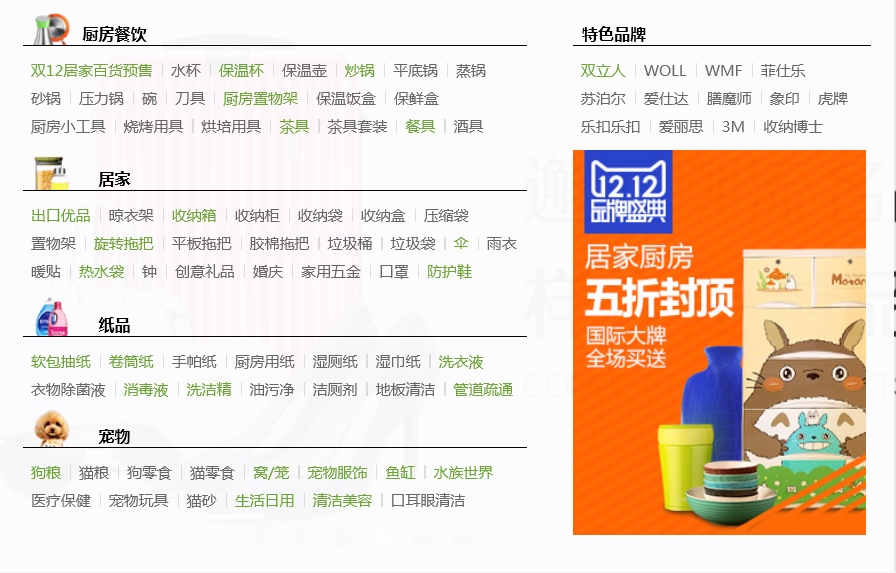 厨房餐饮
双12居家百货预售 | 水杯 | 保温杯 | 保温壶 | 炒锅 | 平底锅 | 蒸锅
砂锅 | 压力锅 | 碗 | 刀具 | 厨房置物架 | 保温饭盒 | 保鲜盒
厨房小工具 | 烧烤用具 | 烘培用具 | 茶具 | 茶具套装 | 餐具 | 酒具
居家
出口优品 | 晾衣架 | 收纳箱 | 收纳柜 | 收纳袋 | 收纳盒 | 压缩袋
置物架 | 旋转拖把 | 平板拖把 | 胶棉拖把 | 垃圾桶 | 垃圾袋 | 伞 | 雨衣
暖贴 | 热水袋 | 钟 | 创意礼品 | 婚庆 | 家用五金 | 口罩 | 防护鞋
纸品
软包抽纸 | 卷筒纸 | 手帕纸 | 厨房用纸 | 湿厕纸 | 湿巾纸 | 洗衣液
衣物除菌液 | 消毒液 | 洗洁精 | 油污净 | 洁厕剂 | 地板清洁 | 管道疏通
宠物
狗粮 | 猫粮 | 狗零食 | 猫零食 | 窝/笼 | 宠物服饰 | 鱼缸 | 水族世界
医疗保健 | 宠物玩具 | 猫砂 | 生活日用 | 清洁美容 | 口耳眼清洁
特色品牌
双立人 | WOLL | WMF | 菲仕乐
苏泊尔 | 爱仕达 | 膳魔师 | 象印 | 虎牌
乐扣乐扣 | 爱丽思 | 3M | 收纳博士
12.12
品牌盛典
居家厨房
五折封顶
国际大牌
全场买送